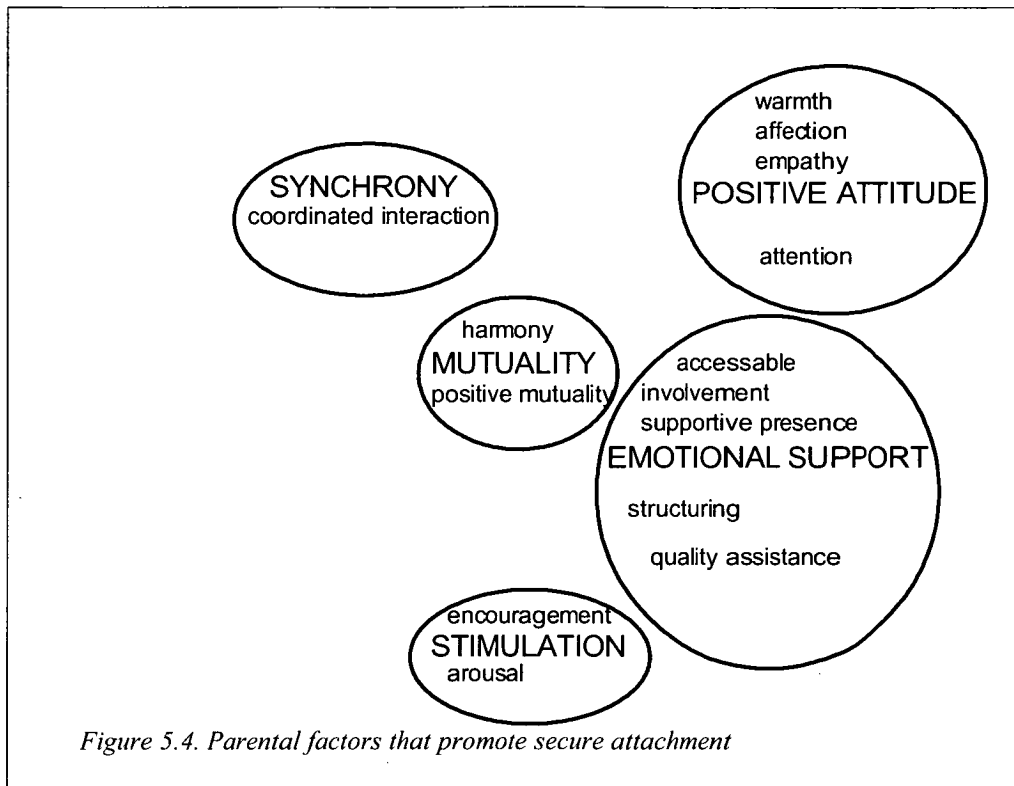 SYNCHRONY
coordinated interaction
warmth
affection
empathy
POSITIVE ATTITUDE
attention
harmony
MUTUALITY
positive mutuality
accessable
involvement
supportive presence
EMOTIONAL SUPPORT
structuring
quality assistance
encouragement
STIMULATION
arousal
Figure 5.4. Parental factors that promote secure attachment